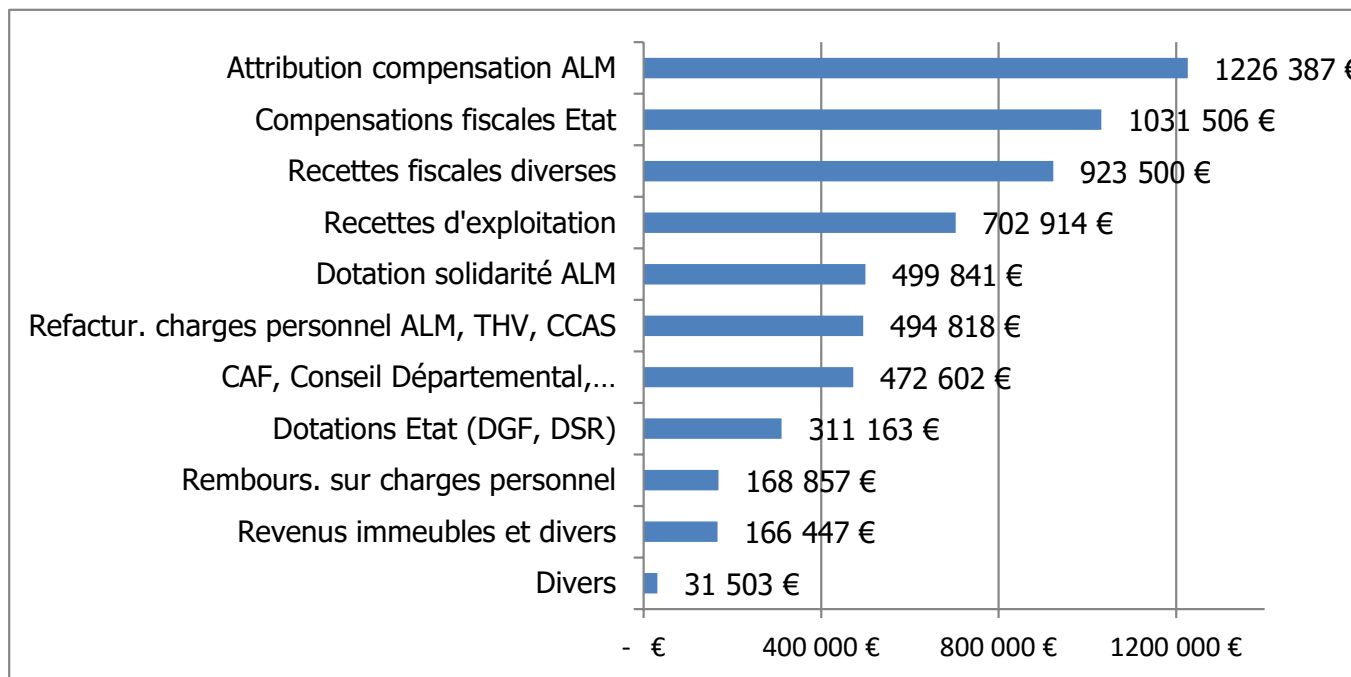 Attribution compensation ALM 1226 387 €
Compensations fiscales Etat 1031 506 €
Recettes fiscales diverses 923 500 €
Recettes d'exploitation 702 914 €
Dotation solidarité ALM 499 841 €
Refactur. charges personnel ALM, THV, CCAS 494 818 €
CAF, Conseil Départemental,... 472 602 €
Dotations Etat (DGF, DSR) 311 163 €
Rembours. sur charges personnel 168 857 €
Revenus immeubles et divers 166 447 €
Divers 31 503 €
- € 400 000 € 800 000 € 1200 000 €